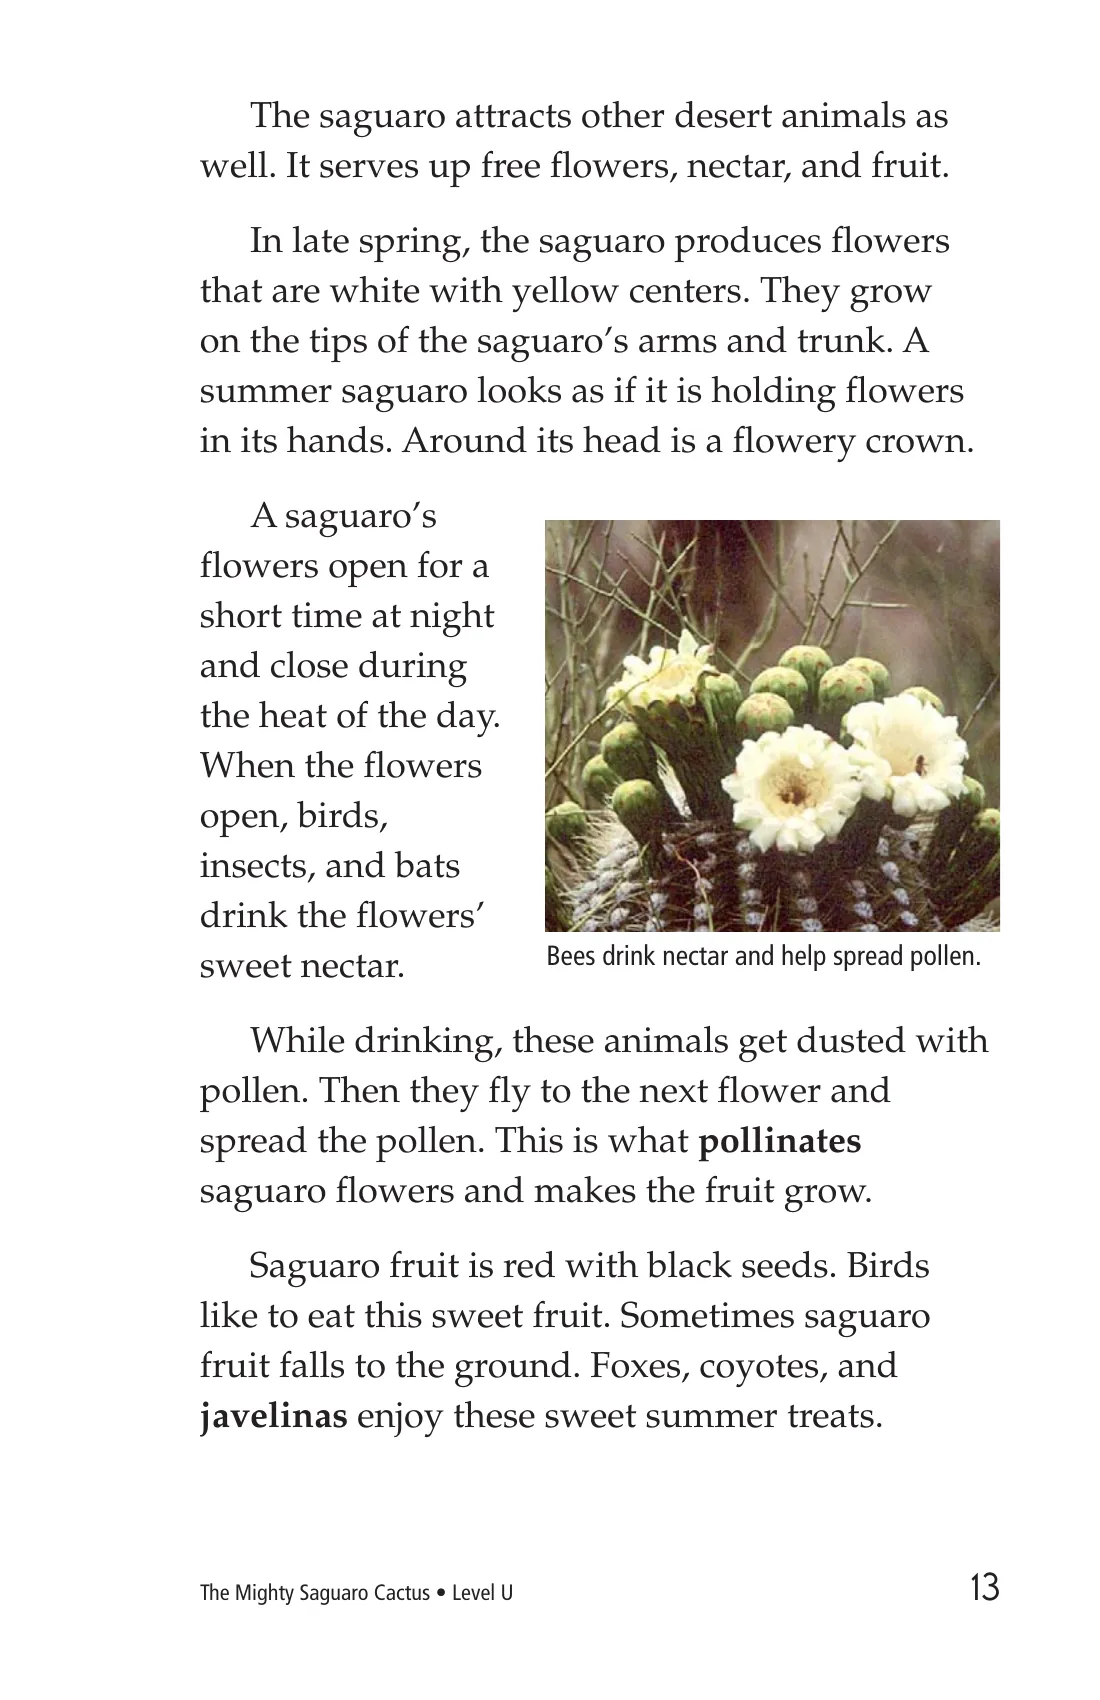 The saguaro attracts other desert animals as
well. It serves up free flowers, nectar, and fruit.
In late spring, the saguaro produces flowers
that are white with yellow centers. They grow
on the tips of the saguaro’s arms and trunk. A
summer saguaro looks as if it is holding flowers
in its hands. Around its head is a flowery crown.
A saguaro’s
flowers open for a
short time at night
and close during
the heat of the day.
When the flowers
open, birds,
insects, and bats
drink the flowers’
sweet nectar.
Bees drink nectar and help spread pollen.
While drinking, these animals get dusted with
pollen. Then they fly to the next flower and
spread the pollen. This is what pollinates
saguaro flowers and makes the fruit grow.
Saguaro fruit is red with black seeds. Birds
like to eat this sweet fruit. Sometimes saguaro
fruit falls to the ground. Foxes, coyotes, and
javelinas enjoy these sweet summer treats.
The Mighty Saguaro Cactus • Level U
13